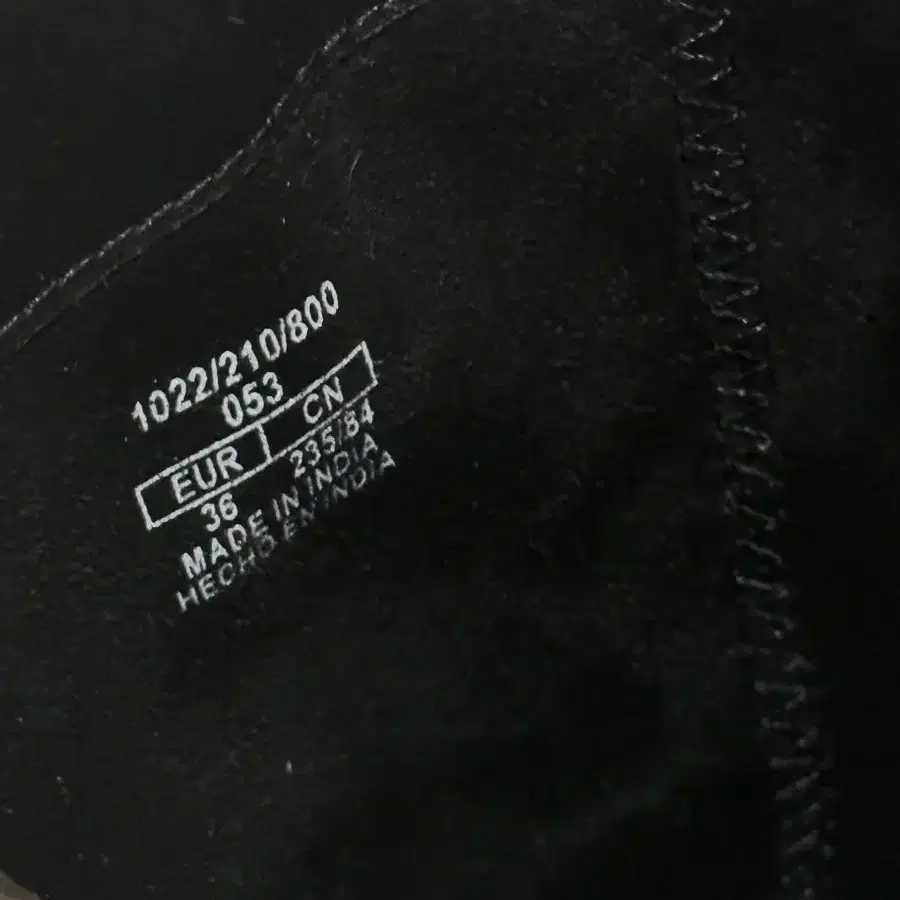 1022/210/800
053
EUR CN
36 235/84
MADE IN INDIA
HECHO EN INDIA